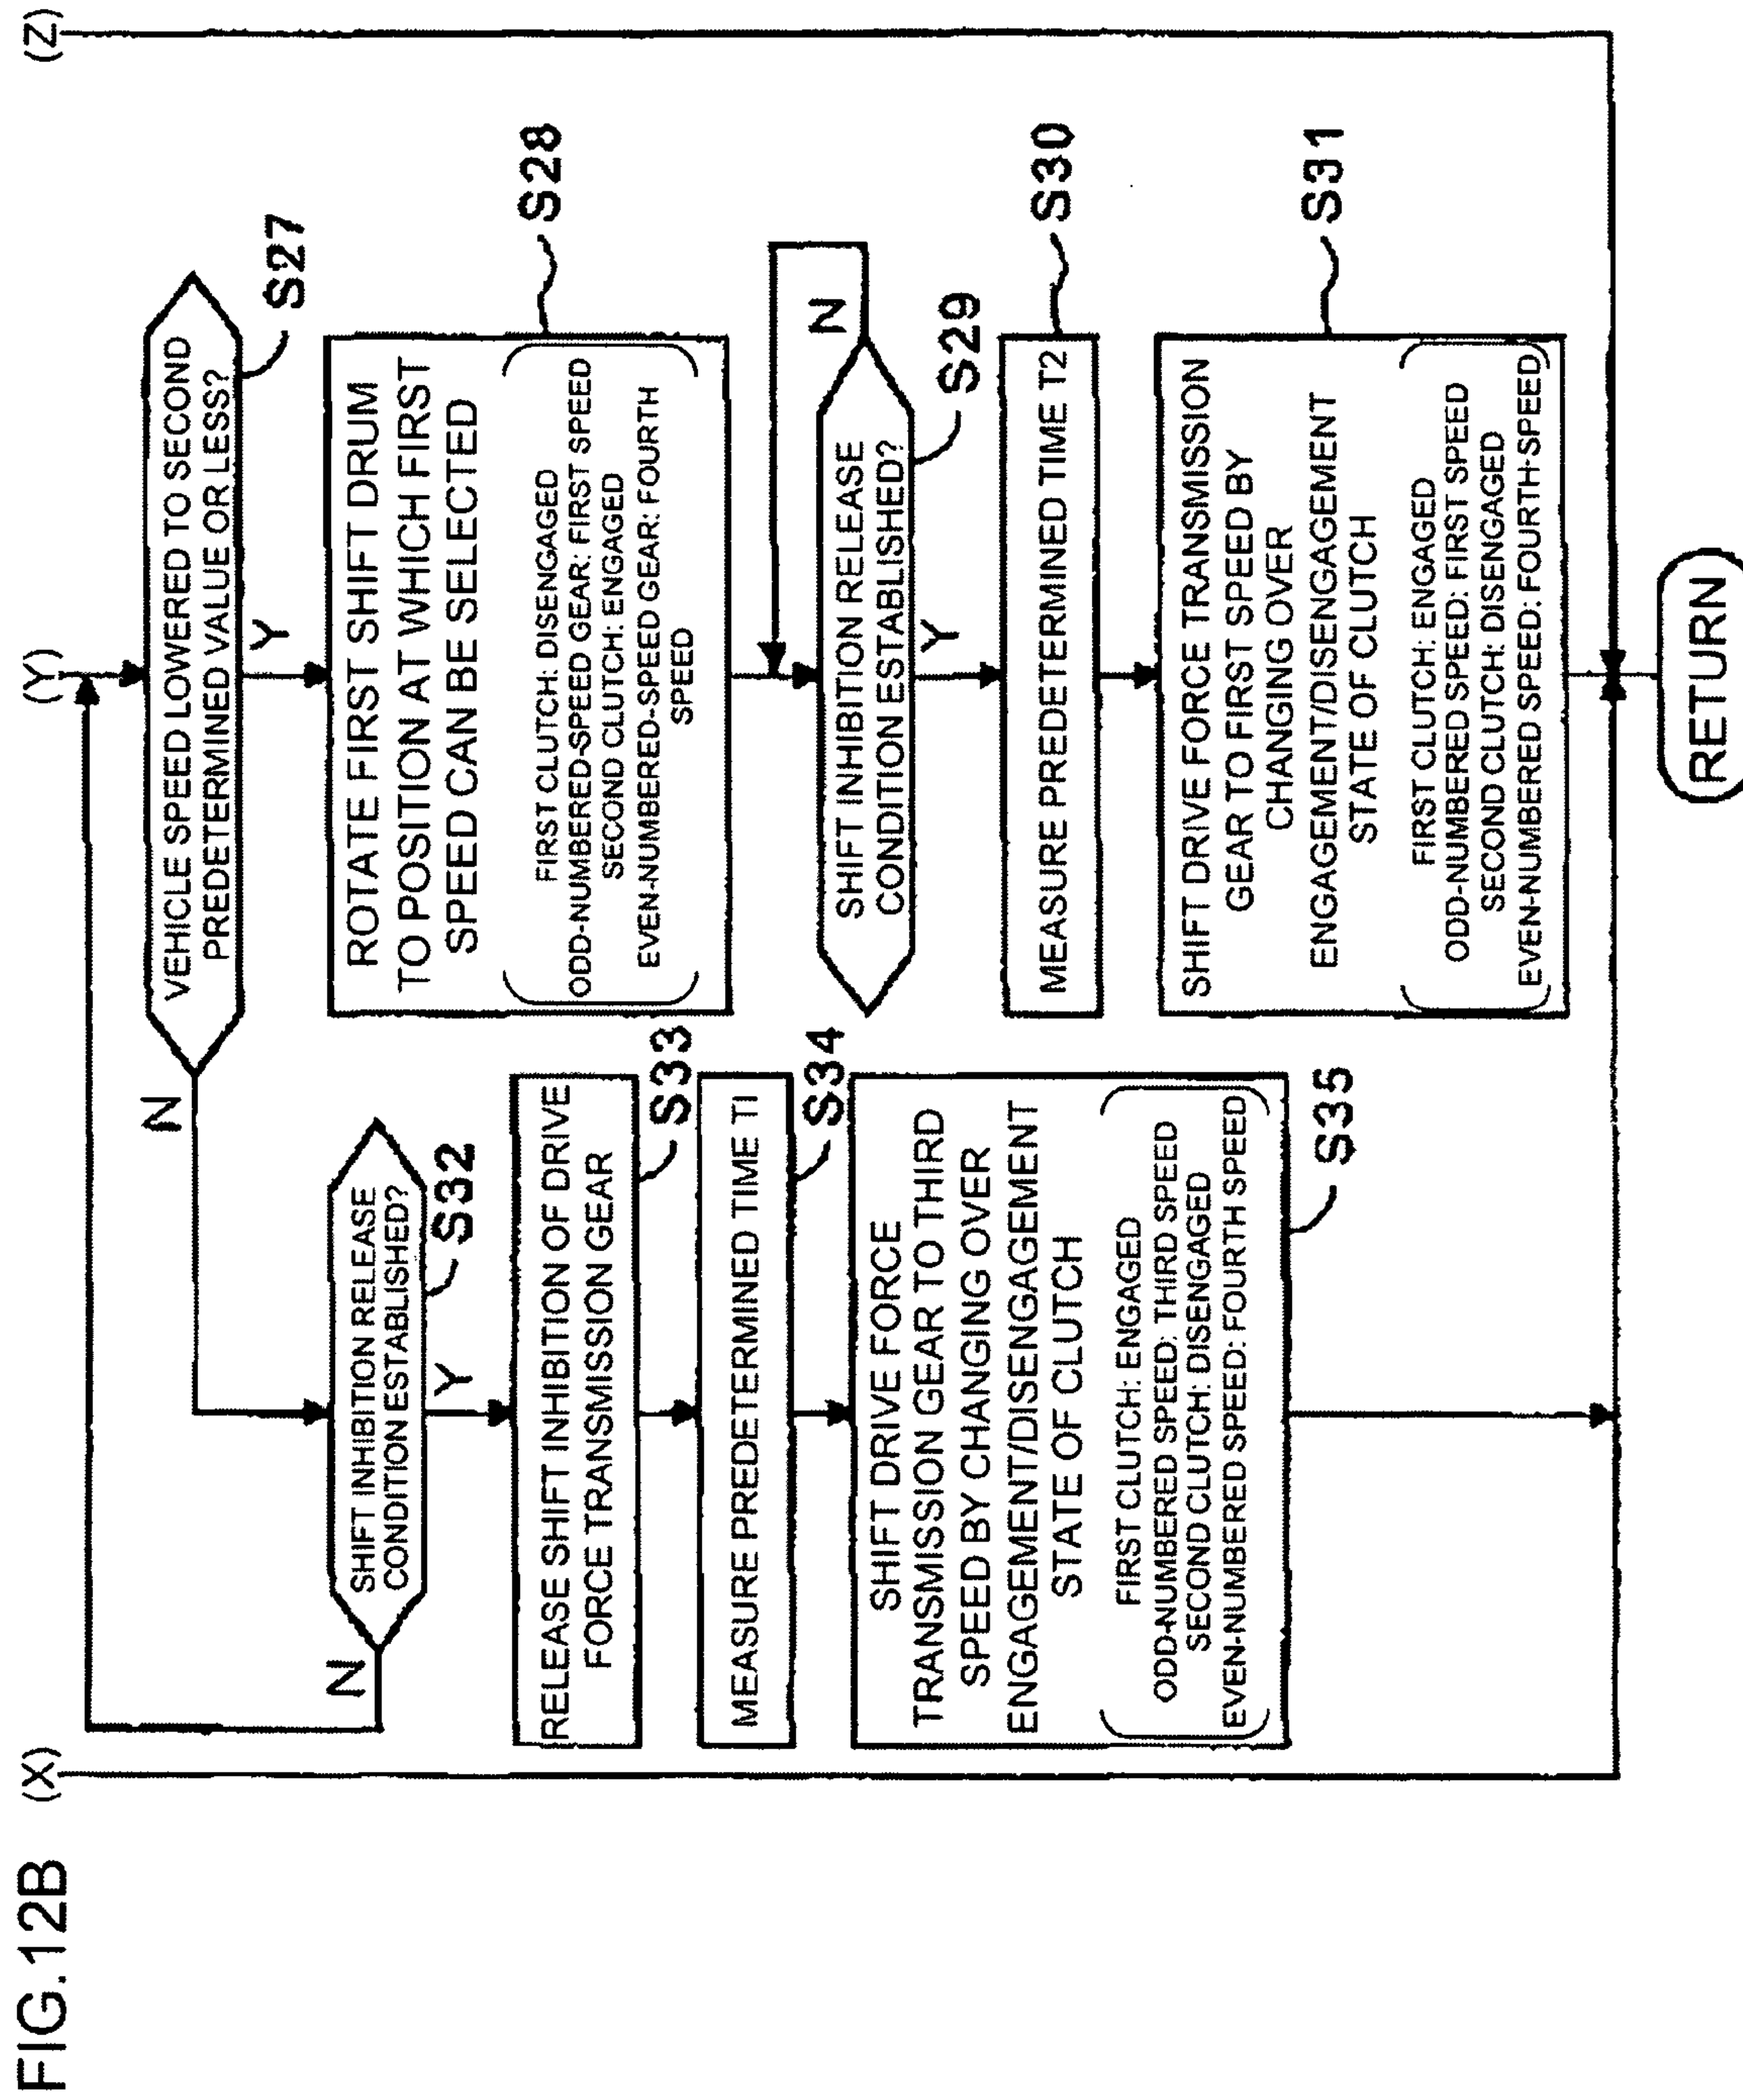 FIG.12B
(X)
(Y)
(Z)
VEHICLE SPEED LOWERED TO SECOND
PREDETERMINED VALUE OR LESS?
S27
N
Y
ROTATE FIRST SHIFT DRUM
TO POSITION AT WHICH FIRST
SPEED CAN BE SELECTED
FIRST CLUTCH: DISENGAGED
ODD-NUMBERED-SPEED GEAR: FIRST SPEED
SECOND CLUTCH: ENGAGED
EVEN-NUMBERED-SPEED GEAR: FOURTH
SPEED
S28
SHIFT INHIBITION RELEASE
CONDITION ESTABLISHED?
S29
N
Y
MEASURE PREDETERMINED TIME T2
S30
SHIFT DRIVE FORCE TRANSMISSION
GEAR TO FIRST SPEED BY
CHANGING OVER
ENGAGEMENT/DISENGAGEMENT
STATE OF CLUTCH
FIRST CLUTCH: ENGAGED
ODD-NUMBERED SPEED: FIRST SPEED
SECOND CLUTCH: DISENGAGED
EVEN-NUMBERED SPEED: FOURTH-SPEED
S31
SHIFT INHIBITION RELEASE
CONDITION ESTABLISHED?
S32
N
Y
RELEASE SHIFT INHIBITION OF DRIVE
FORCE TRANSMISSION GEAR
S33
MEASURE PREDETERMINED TIME TI
S34
SHIFT DRIVE FORCE
TRANSMISSION GEAR TO THIRD
SPEED BY CHANGING OVER
ENGAGEMENT/DISENGAGEMENT
STATE OF CLUTCH
FIRST CLUTCH: ENGAGED
ODD-NUMBERED SPEED: THIRD SPEED
SECOND CLUTCH: DISENGAGED
EVEN-NUMBERED SPEED: FOURTH SPEED
S35
RETURN